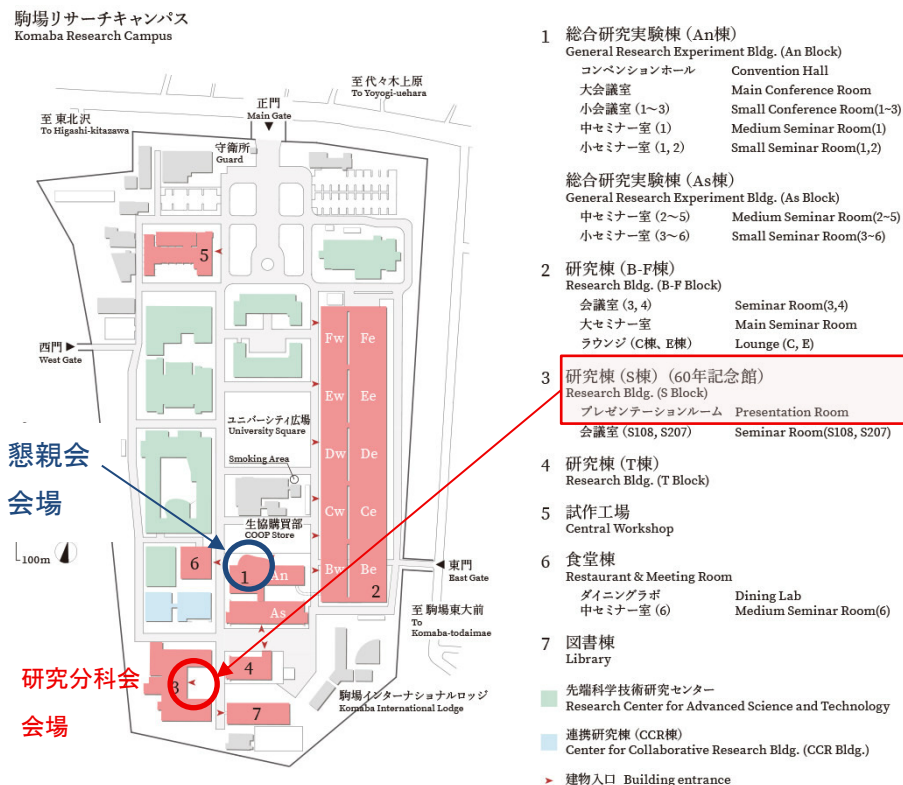 駒場リサーチキャンパス
Komaba Research Campus
至 代々木上原
To Yoyogi-uehara
正門
Main Gate
至 東北沢
To Higashi-kitazawa
守衛所
Guard
5
Fw Fe
西門
West Gate
Ew Ee
ユニバーシティ広場
University Square
Dw De
Smoking Area
懇親会
会場
Cw Ce
生協購買部
COOP Store
100m
6
1
An
Bw Be
2
東門
East Gate
As
至 駒場東大前
To
Komaba-todaimae
4
研究分科会
会場
3
7
駒場インターナショナルロッジ
Komaba International Lodge
1 総合研究実験棟(An棟)
General Research Experiment Bldg. (An Block)
コンベンションホール Convention Hall
大会議室 Main Conference Room
小会議室(1〜3) Small Conference Room(1~3)
中セミナー室(1) Medium Seminar Room(1)
小セミナー室(1, 2) Small Seminar Room(1,2)
総合研究実験棟(As棟)
General Research Experiment Bldg. (As Block)
中セミナー室(2〜5) Medium Seminar Room(2~5)
小セミナー室(3〜6) Small Seminar Room(3~6)
2 研究棟(B-F棟)
Research Bldg. (B-F Block)
会議室(3, 4) Seminar Room(3,4)
大セミナー室 Main Seminar Room
ラウンジ(C棟、E棟) Lounge (C, E)
3 研究棟(S棟)(60年記念館)
Research Bldg. (S Block)
プレゼンテーションルーム Presentation Room
会議室(S108, S207) Seminar Room(S108, S207)
4 研究棟(T棟)
Research Bldg. (T Block)
5 試作工場
Central Workshop
6 食堂棟
Restaurant & Meeting Room
ダイニングラボ Dining Lab
中セミナー室(6) Medium Seminar Room(6)
7 図書棟
Library
先端科学技術研究センター
Research Center for Advanced Science and Technology
連携研究棟(CCR棟)
Center for Collaborative Research Bldg. (CCR Bldg.)
建物入口 Building entrance